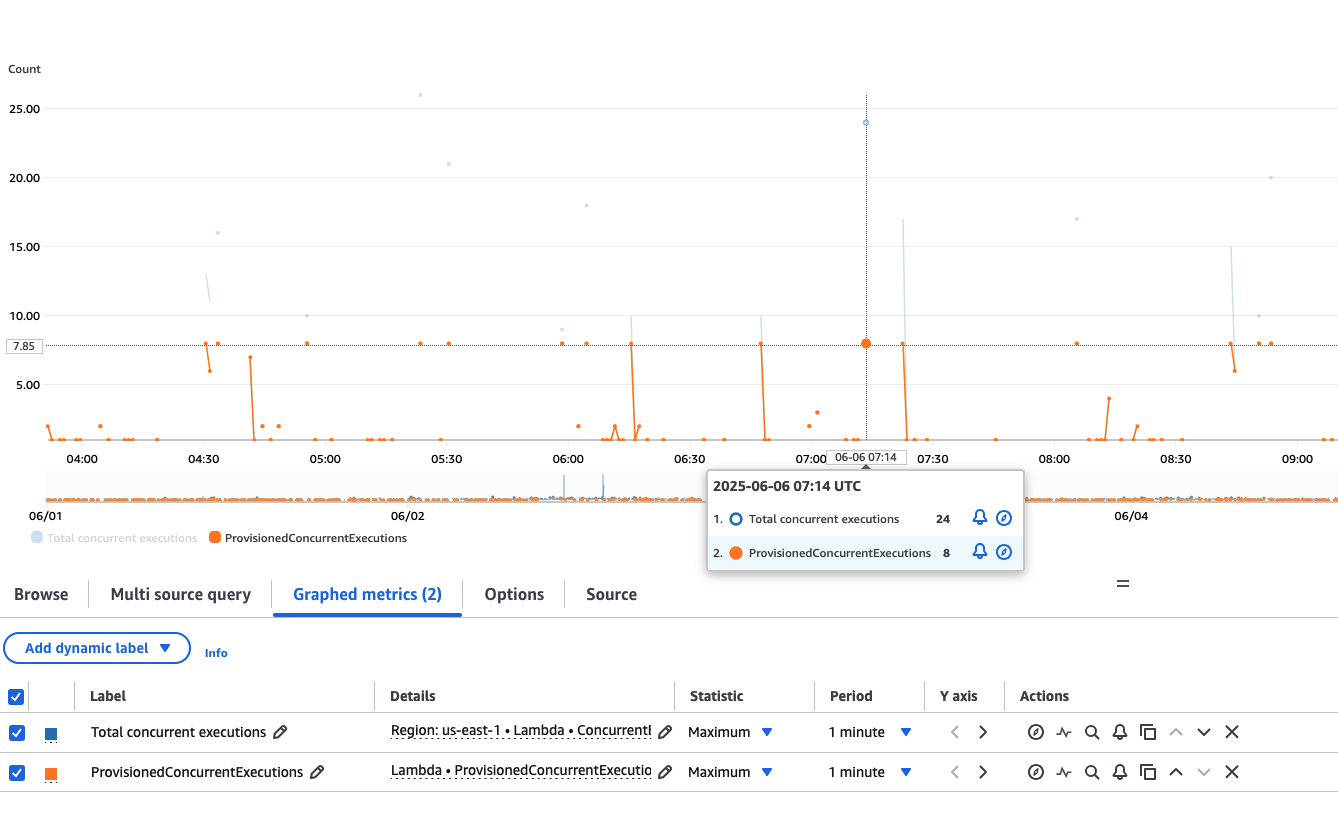 Count
25.00
20.00
15.00
10.00
7.85
5.00
04:00 04:30 05:00 05:30 06:00 06:30 07:00 06-06 07:14 07:30 08:00 08:30 09:00
06/01 06/02 06/04
2025-06-06 07:14 UTC
1. Total concurrent executions 24
2. ProvisionedConcurrentExecutions 8
Total concurrent executions ProvisionedConcurrentExecutions
Browse Multi source query Graphed metrics (2) Options Source
Add dynamic label Info
Label Details Statistic Period Y axis Actions
Total concurrent executions Region: us-east-1 • Lambda • ConcurrentE Maximum 1 minute
ProvisionedConcurrentExecutions Lambda • ProvisionedConcurrentExecutio Maximum 1 minute